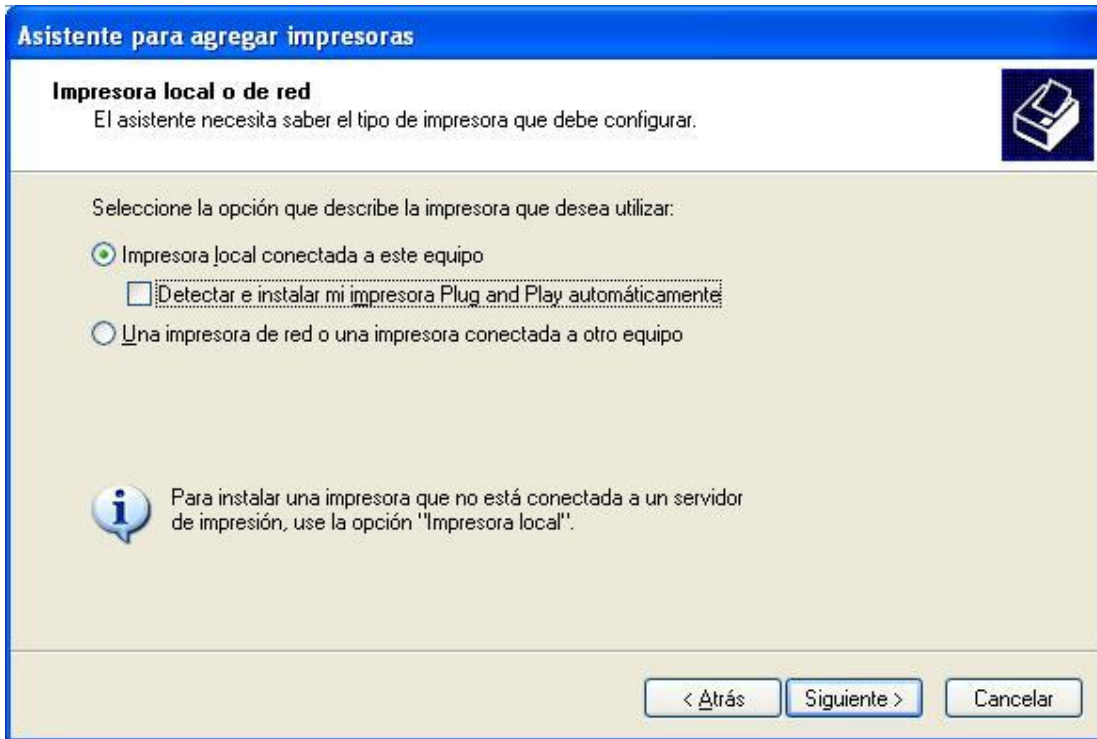 Asistente para agregar impresoras
Impresora local o de red
El asistente necesita saber el tipo de impresora que debe configurar.
Seleccione la opción que describe la impresora que desea utilizar:
Impresora local conectada a este equipo
Detectar e instalar mi impresora Plug and Play automáticamente
Una impresora de red o una impresora conectada a otro equipo
Para instalar una impresora que no está conectada a un servidor
de impresión, use la opción "Impresora local".
< Atrás Siguiente > Cancelar